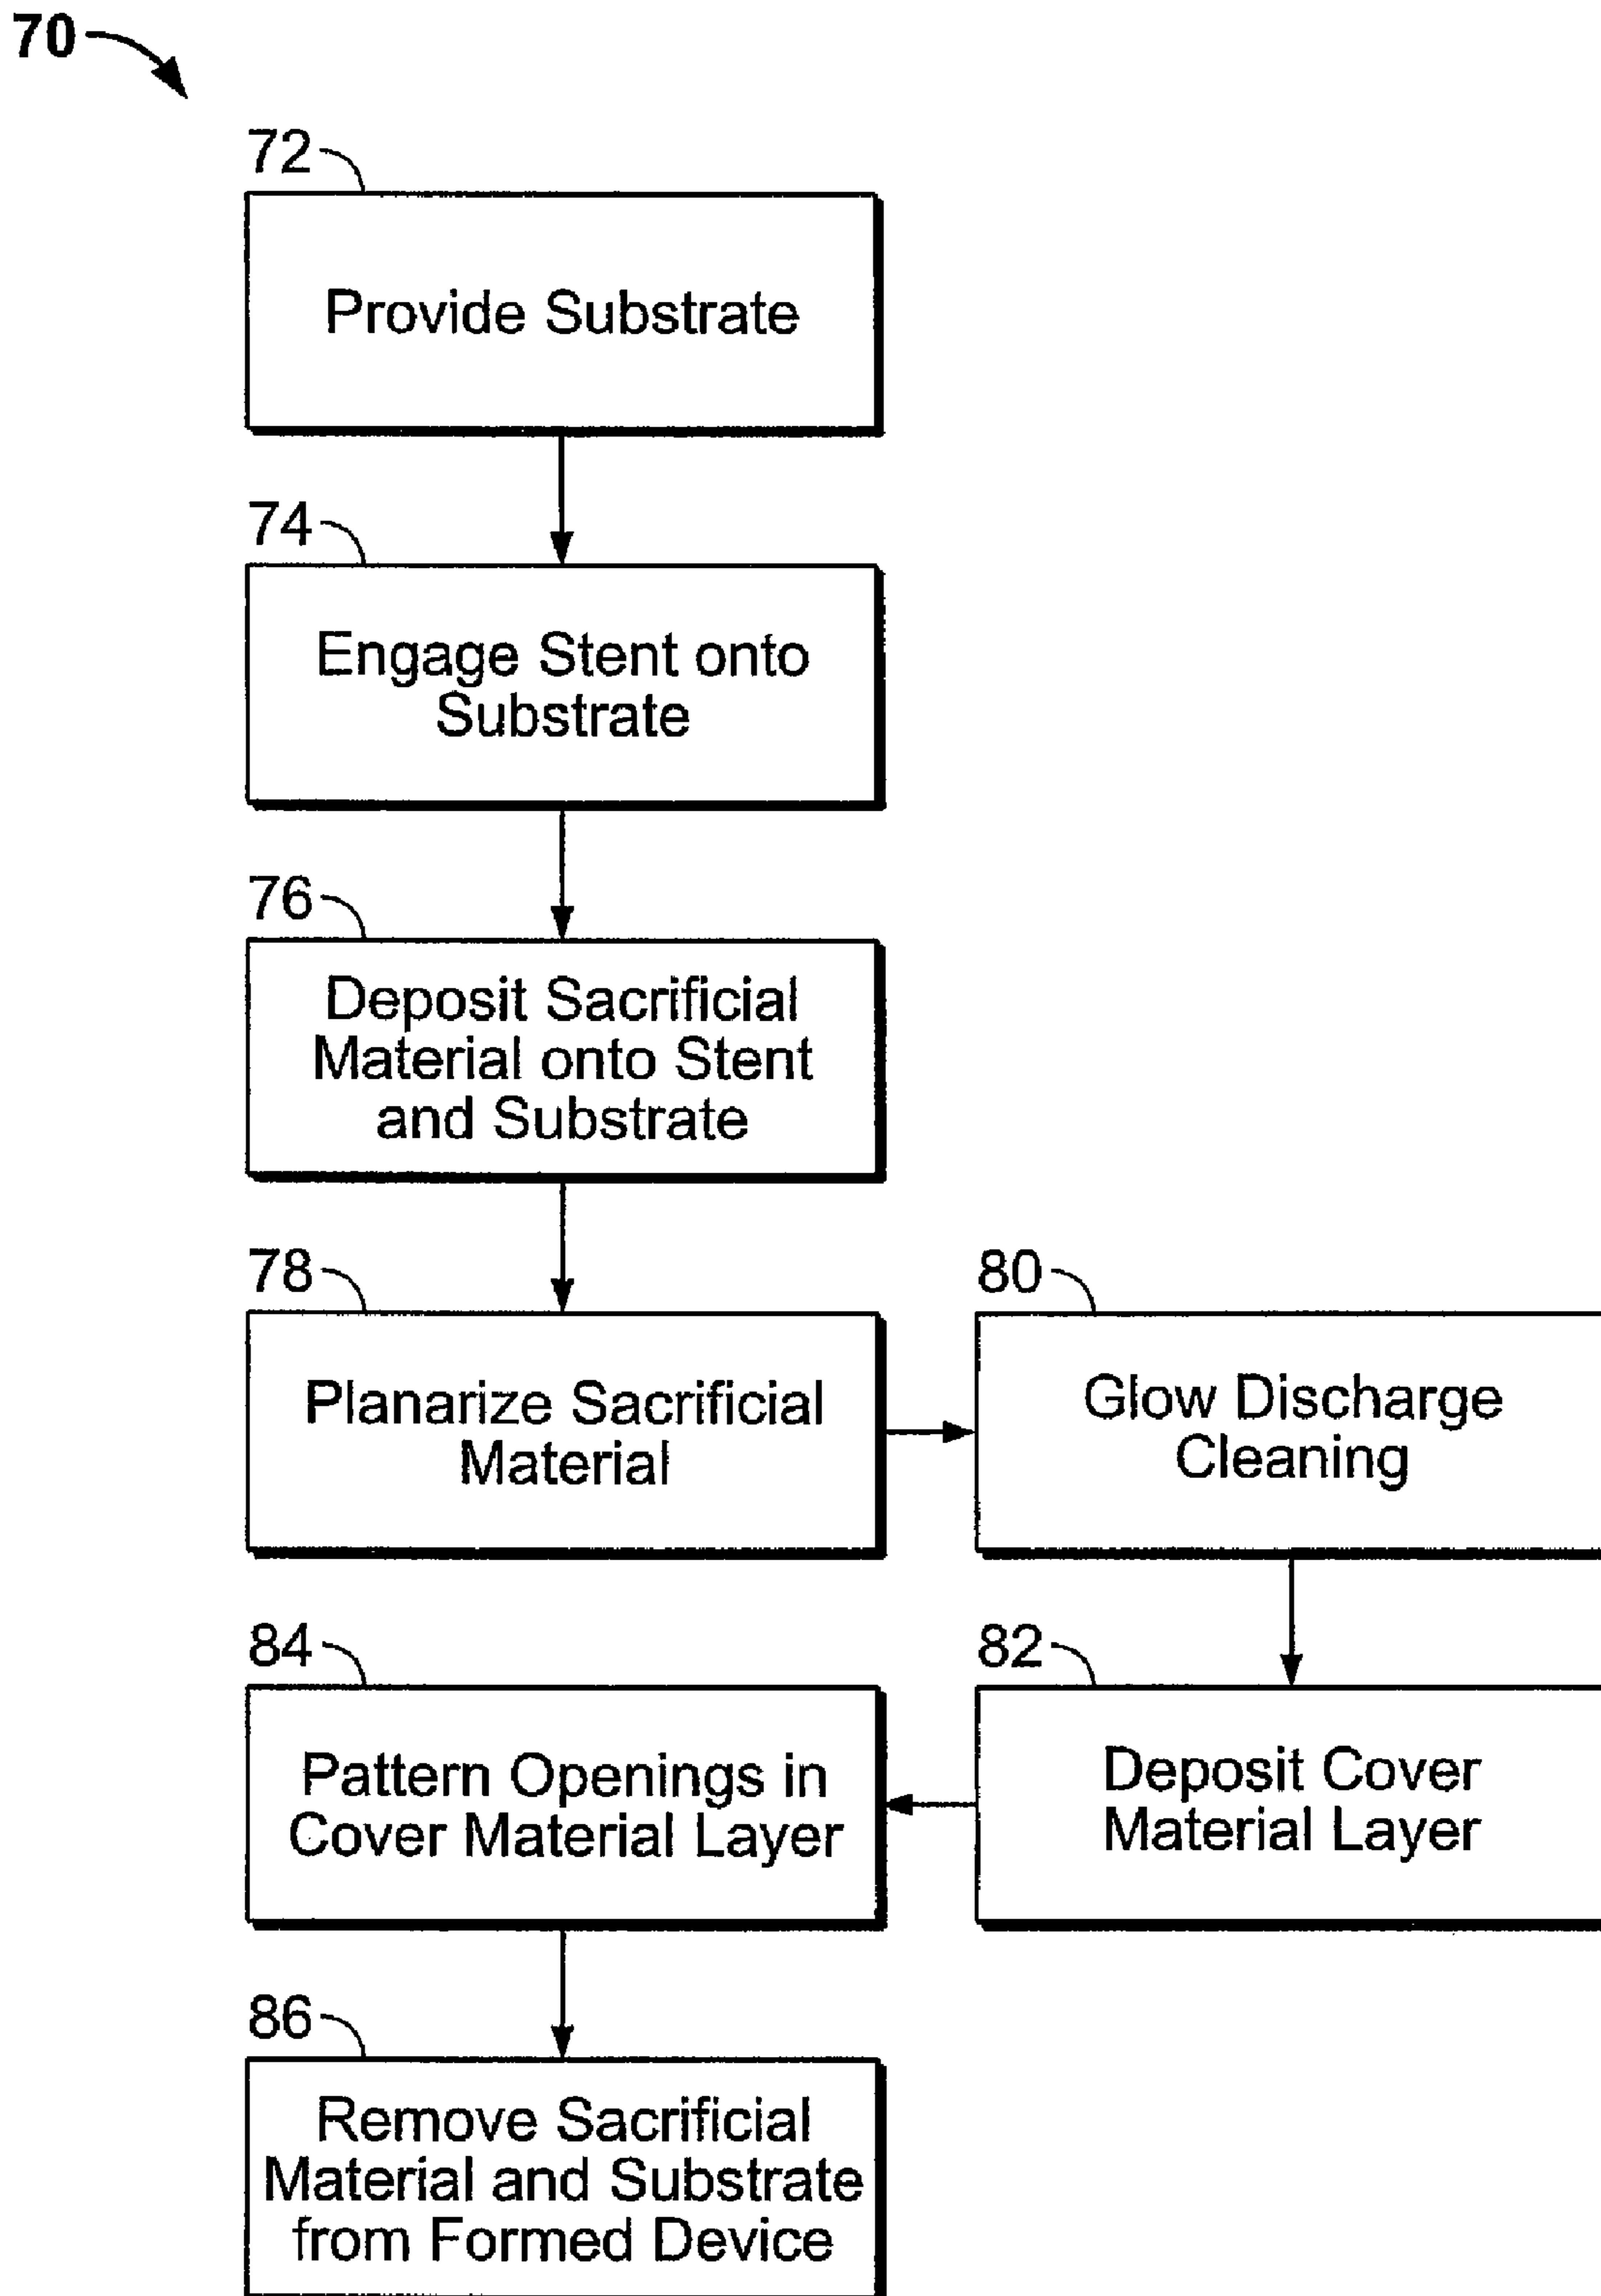 70
72
Provide Substrate
74
Engage Stent onto
Substrate
76
Deposit Sacrificial
Material onto Stent
and Substrate
78
Planarize Sacrificial
Material
80
Glow Discharge
Cleaning
82
Deposit Cover
Material Layer
84
Pattern Openings in
Cover Material Layer
86
Remove Sacrificial
Material and Substrate
from Formed Device